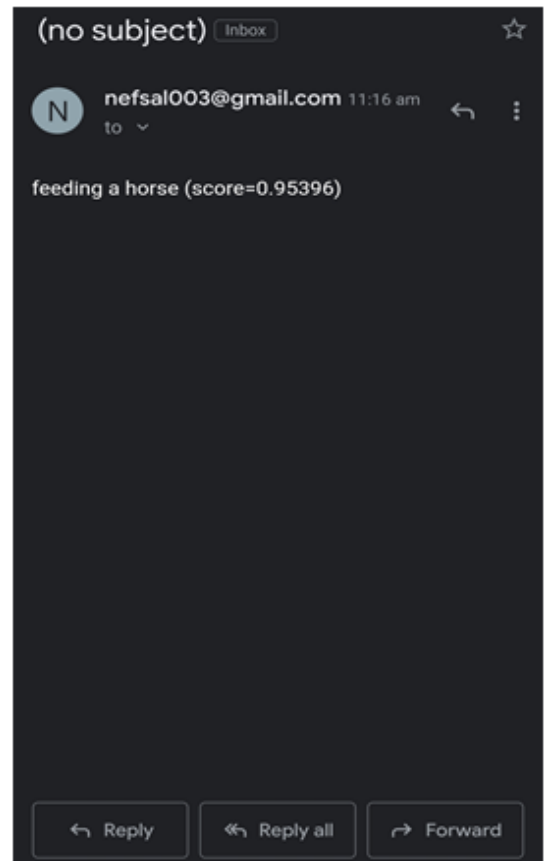 (no subject) Inbox
N nefsal003@gmail.com 11:16 am
to
feeding a horse (score=0.95396)
Reply Reply all Forward